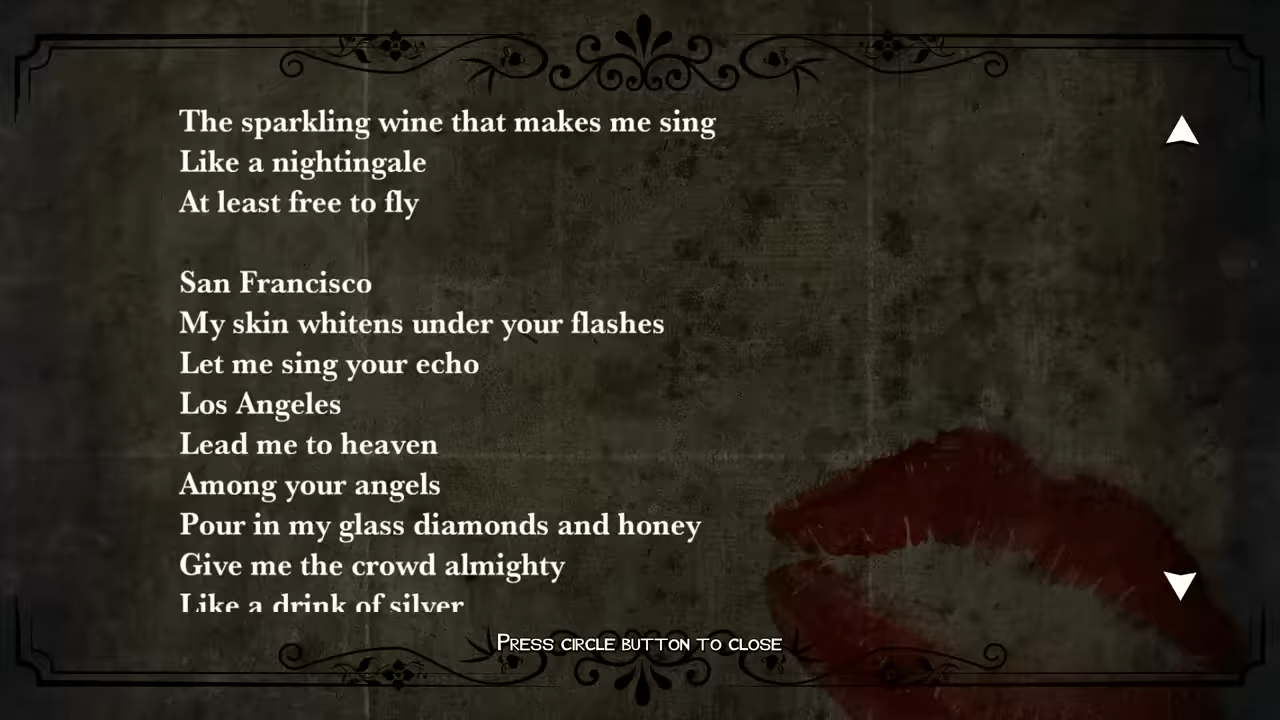 The sparkling wine that makes me sing
Like a nightingale
At least free to fly
San Francisco
My skin whitens under your flashes
Let me sing your echo
Los Angeles
Lead me to heaven
Among your angels
Pour in my glass diamonds and honey
Give me the crowd almighty
Like a drink of silver
Press circle button to close